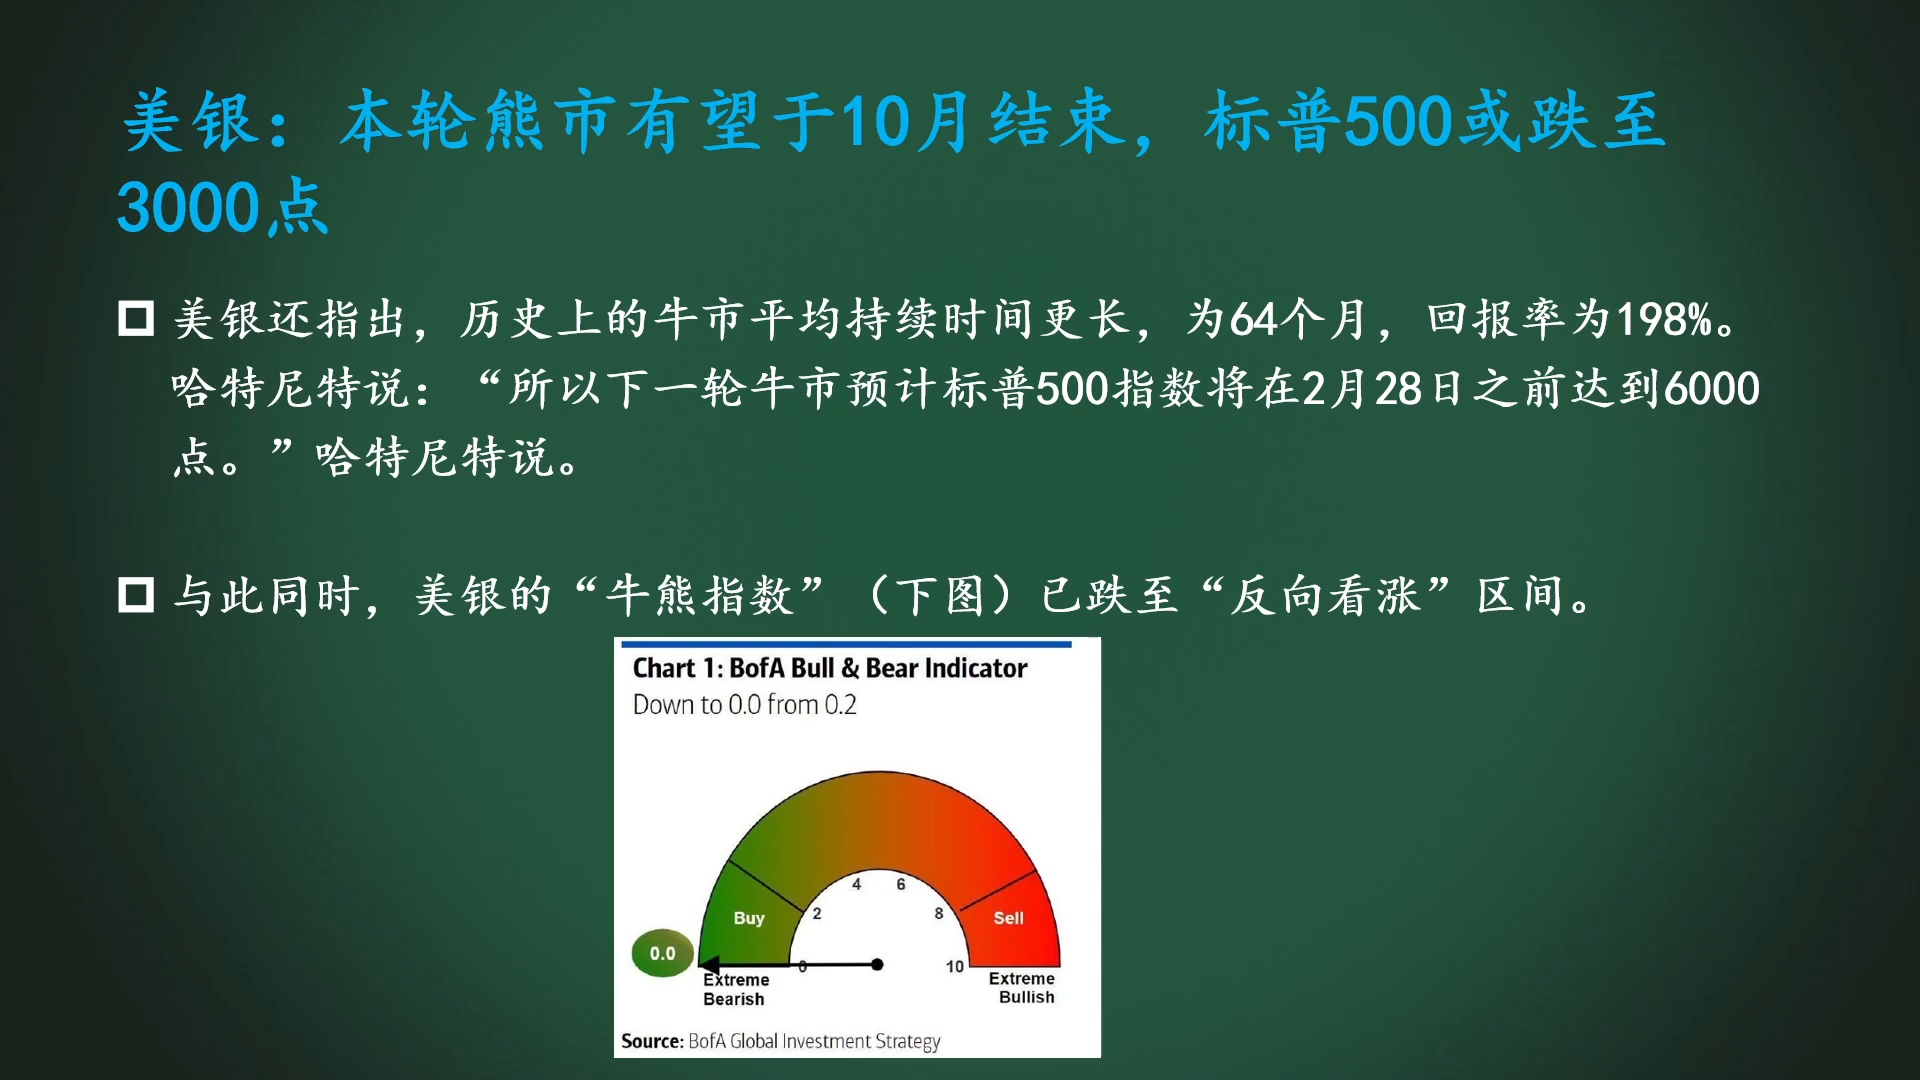 美银：本轮熊市有望于10月结束，标普500或跌至
3000点
美银还指出，历史上的牛市平均持续时间更长，为64个月，回报率为198%。
哈特尼特说：“所以下一轮牛市预计标普500指数将在2月28日之前达到6000
点。”哈特尼特说。
与此同时，美银的“牛熊指数”（下图）已跌至“反向看涨”区间。
Chart 1: BofA Bull & Bear Indicator
Down to 0.0 from 0.2
4 6
2 8
Buy Sell
0.0
0 10
Extreme
Bearish
Extreme
Bullish
Source: BofA Global Investment Strategy